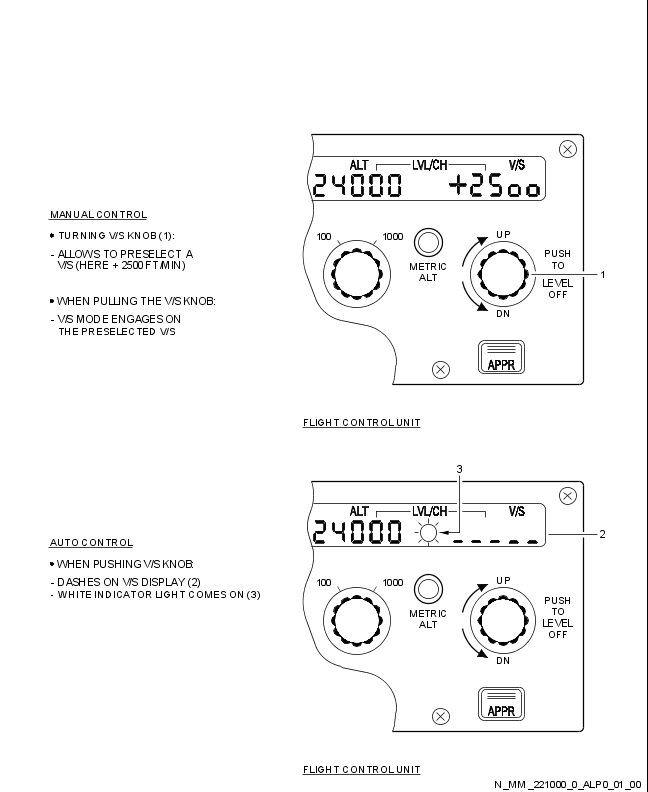 ALT LVL/CH V/S
24000 +2500
MANUAL CONTROL
• TURNING V/S KNOB (1):
- ALLOWS TO PRESELECT A
V/S (HERE + 2500 FT/MIN)
• WHEN PULLING THE V/S KNOB:
- V/S MODE ENGAGES ON
THE PRESELECTED V/S
100 1000
METRIC
ALT
UP
DN
PUSH
TO
LEVEL
OFF
1
APPR
FLIGHT CONTROL UNIT
3
ALT LVL/CH V/S
24000 - - - - -
2
AUTO CONTROL
• WHEN PUSHING V/S KNOB:
- DASHES ON V/S DISPLAY (2)
- WHITE INDICATOR LIGHT COMES ON (3)
100 1000
METRIC
ALT
UP
DN
PUSH
TO
LEVEL
OFF
APPR
FLIGHT CONTROL UNIT
N_MM_221000_0_ALP0_01_00